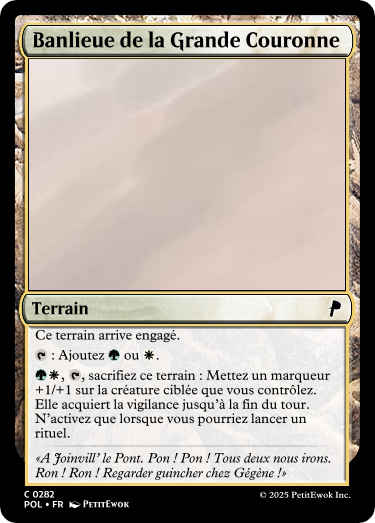 Banlieue de la Grande Couronne
Terrain
Ce terrain arrive engagé.
: Ajoutez ou .
, , sacrifiez ce terrain : Mettez un marqueur
+1/+1 sur la créature ciblée que vous contrôlez.
Elle acquiert la vigilance jusqu'à la fin du tour.
N'activez que lorsque vous pourriez lancer un
rituel.
«A Joinvill' le Pont. Pon ! Pon ! Tous deux nous irons.
Ron ! Ron ! Regarder guincher chez Gégène !»
C 0282
POL • FR PetitEwok
© 2025 PetitEwok Inc.